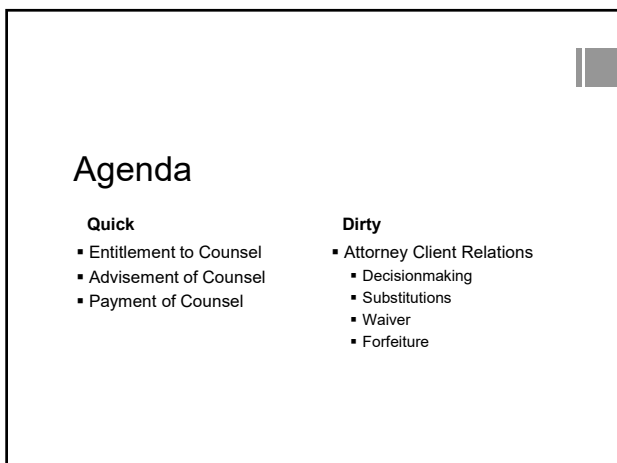 Agenda
Quick
▪ Entitlement to Counsel
▪ Advisement of Counsel
▪ Payment of Counsel
Dirty
▪ Attorney Client Relations
▪ Decisionmaking
▪ Substitutions
▪ Waiver
▪ Forfeiture